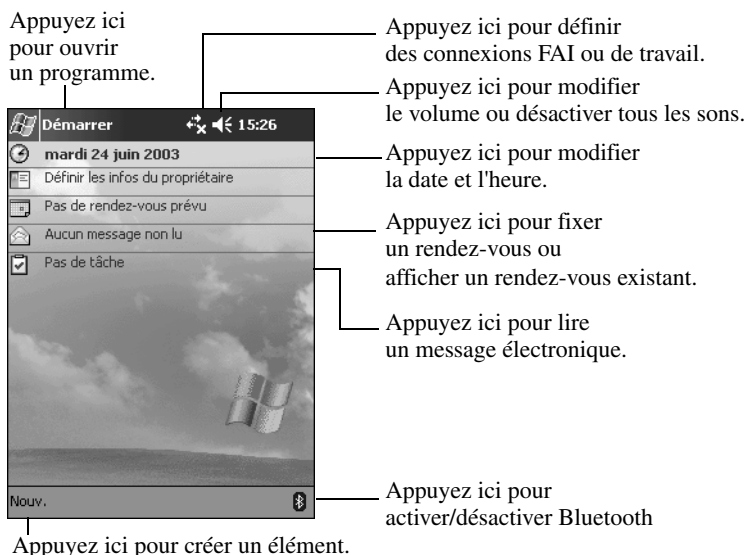 Appuyez ici
pour ouvrir
un programme.
Appuyez ici pour définir
des connexions FAI ou de travail.
Appuyez ici pour modifier
le volume ou désactiver tous les sons.
Démarrer 15:26
mardi 24 juin 2003
Définir les infos du propriétaire
Pas de rendez-vous prévu
Aucun message non lu
Pas de tâche
Appuyez ici pour modifier
la date et l'heure.
Appuyez ici pour fixer
un rendez-vous ou
afficher un rendez-vous existant.
Appuyez ici pour lire
un message électronique.
Nouv.
Appuyez ici pour
activer/désactiver Bluetooth
Appuyez ici pour créer un élément.